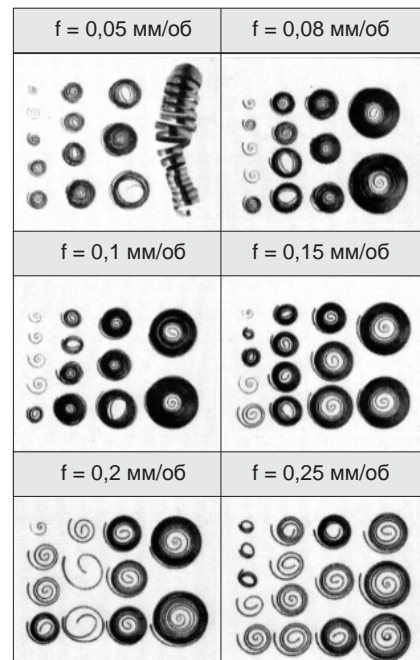 f = 0,05 мм/об
f = 0,08 мм/об
f = 0,1 мм/об
f = 0,15 мм/об
f = 0,2 мм/об
f = 0,25 мм/об